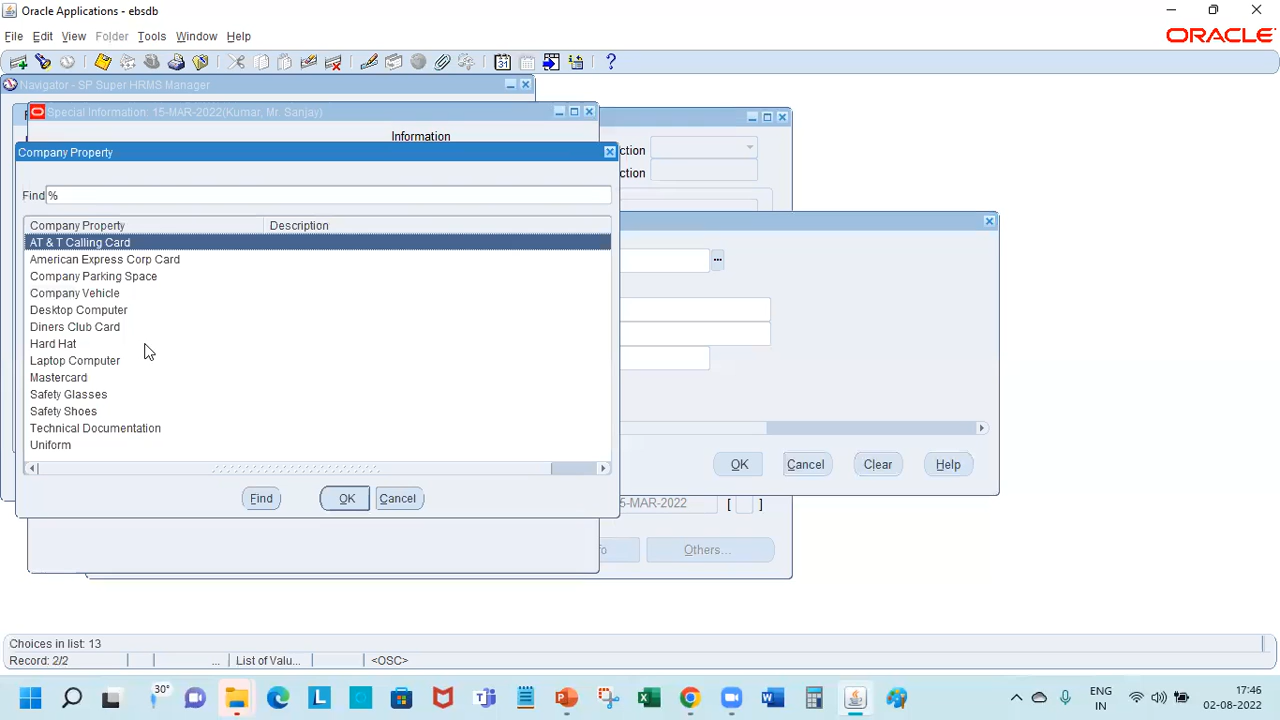 Oracle Applications - ebsdb
File Edit View Folder Tools Window Help
ORACLE
Navigator - SP Super HRMS Manager
Special Information: 15-MAR-2022(Kumar, Mr. Sanjay)
Information
Company Property
ction
ction
Find %
Company Property Description
AT & T Calling Card
American Express Corp Card
Company Parking Space
Company Vehicle
Desktop Computer
Diners Club Card
Hard Hat
Laptop Computer
Mastercard
Safety Glasses
Safety Shoes
Technical Documentation
Uniform
OK Cancel Clear Help
Find OK Cancel
5-MAR-2022 [ ]
fo Others...
Choices in list: 13
Record: 2/2 ... List of Valu... <OSC>
30°
ENG
IN
17:46
02-08-2022